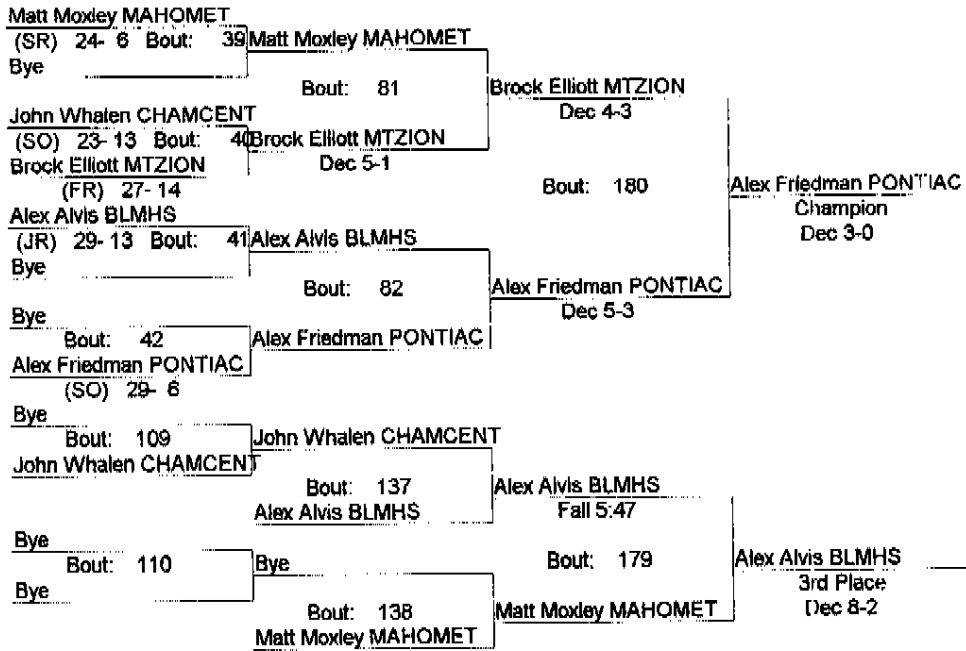 Matt Moxley MAHOMET
(SR) 24- 6 Bout: 39
Bye
Matt Moxley MAHOMET
Bout: 81
John Whalen CHAMCENT
(SO) 23- 13 Bout: 40
Brock Elliott MTZION
(FR) 27- 14
Brock Elliott MTZION
Dec 5-1
Brock Elliott MTZION
Dec 4-3
Bout: 180
Alex Alvis BLMHS
(JR) 29- 13 Bout: 41
Bye
Alex Alvis BLMHS
Bout: 82
Bye
Bout: 42
Alex Friedman PONTIAC
(SO) 29- 6
Alex Friedman PONTIAC
Alex Friedman PONTIAC
Dec 5-3
Alex Friedman PONTIAC
Champion
Dec 3-0
Bye
Bout: 109
John Whalen CHAMCENT
John Whalen CHAMCENT
Bout: 137
Alex Alvis BLMHS
Alex Alvis BLMHS
Fall 5:47
Bout: 179
Bye
Bout: 110
Bye
Bye
Bout: 138
Matt Moxley MAHOMET
Matt Moxley MAHOMET
Alex Alvis BLMHS
3rd Place
Dec 8-2